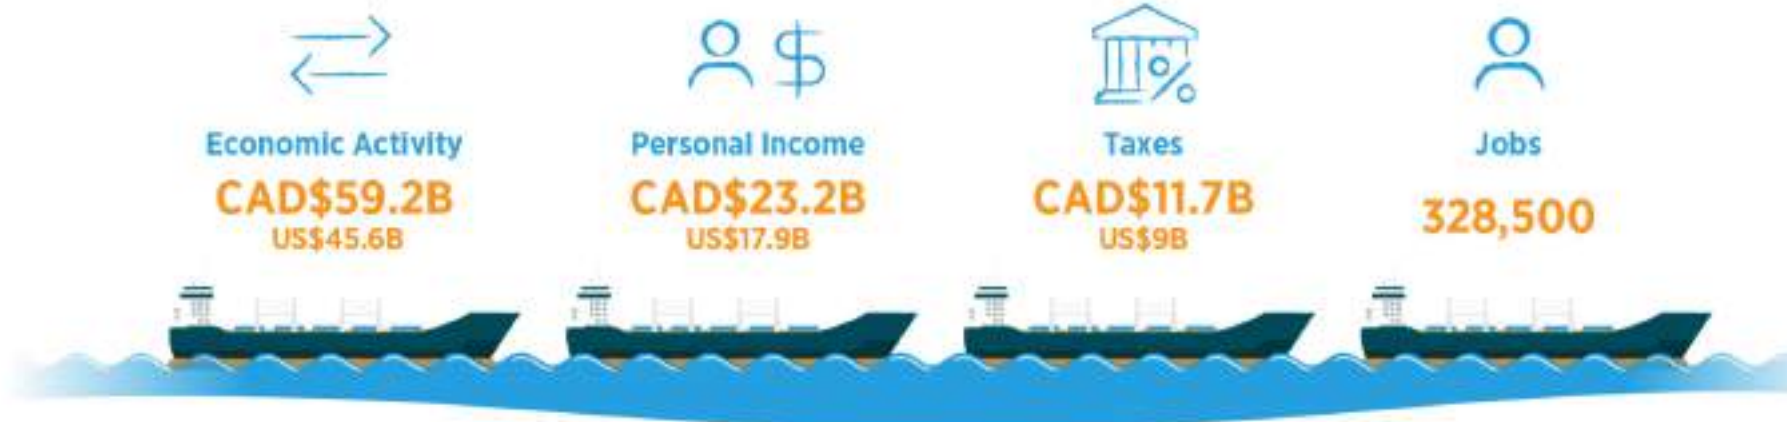 Economic Activity
CAD$59.2B
US$45.6B
Personal Income
CAD$23.2B
US$17.9B
Taxes
CAD$11.7B
US$9B
Jobs
328,500